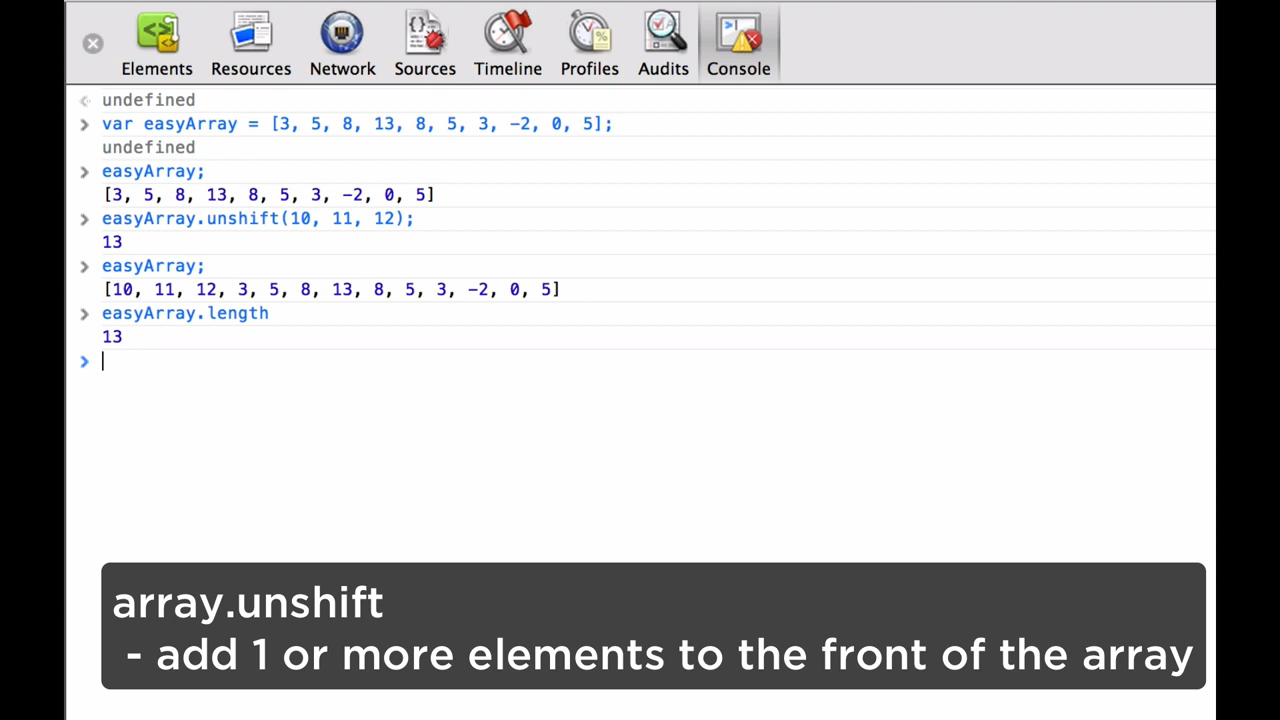 Elements Resources Network Sources Timeline Profiles Audits Console
undefined
var easyArray = [3, 5, 8, 13, 8, 5, 3, -2, 0, 5];
undefined
easyArray;
[3, 5, 8, 13, 8, 5, 3, -2, 0, 5]
easyArray.unshift(10, 11, 12);
13
easyArray;
[10, 11, 12, 3, 5, 8, 13, 8, 5, 3, -2, 0, 5]
easyArray.length
13
array.unshift
- add 1 or more elements to the front of the array